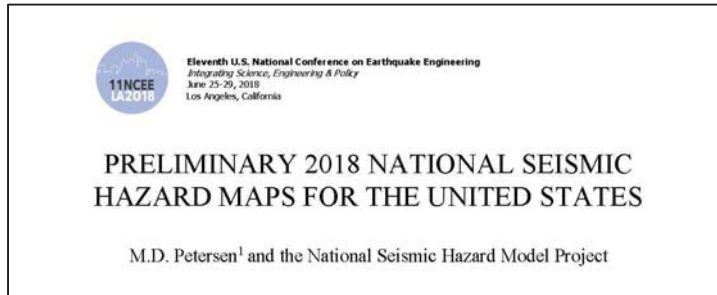 11NCEE
LA2018
Eleventh U.S. National Conference on Earthquake Engineering
Integrating Science, Engineering & Policy
June 25-29, 2018
Los Angeles, California
PRELIMINARY 2018 NATIONAL SEISMIC
HAZARD MAPS FOR THE UNITED STATES
M.D. Petersen¹ and the National Seismic Hazard Model Project